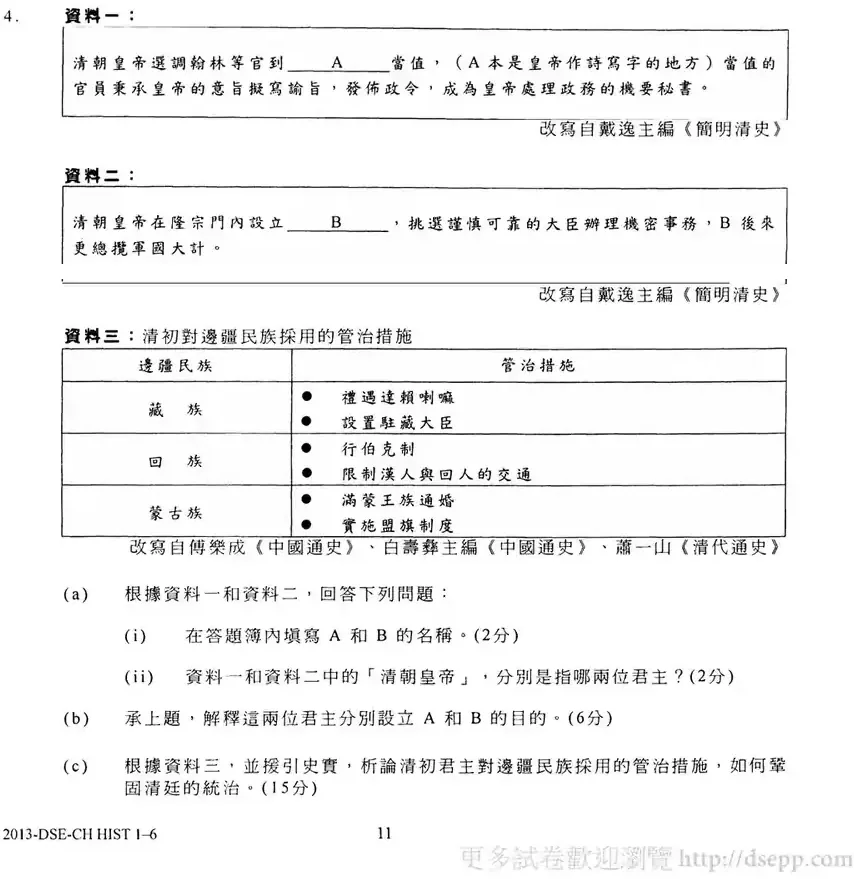 4. 資料一：
清朝皇帝選調翰林等官到 A 當值，（A本是皇帝作詩寫字的地方）當值的
官員秉承皇帝的意旨擬寫諭旨，發佈政令，成為皇帝處理政務的機要秘書。
改寫自戴逸主編《簡明清史》
資料二：
清朝皇帝在隆宗門內設立 B ，挑選謹慎可靠的大臣辦理機密事務，B 後來
更總攬軍國大計。
改寫自戴逸主編《簡明清史》
資料三：清初對邊疆民族採用的管治措施
邊疆民族 管治措施
藏 族
● 禮遇達賴喇嘛
● 設置駐藏大臣
回 族
● 行伯克制
● 限制漢人與回人的交通
蒙古族
● 滿蒙王族通婚
● 實施盟旗制度
改寫自傅樂成《中國通史》、白壽彝主編《中國通史》、蕭一山《清代通史》
(a) 根據資料一和資料二，回答下列問題：
(i) 在答題簿內填寫 A 和 B 的名稱。(2分)
(ii) 資料一和資料二中的「清朝皇帝」，分別是指哪兩位君主？(2分)
(b) 承上題，解釋這兩位君主分別設立 A 和 B 的目的。(6分)
(c) 根據資料三，並援引史實，析論清初君主對邊疆民族採用的管治措施，如何鞏
固清廷的統治。(15分)
2013-DSE-CH HIST 1–6 11
更多試卷歡迎瀏覽 http://dsepp.com